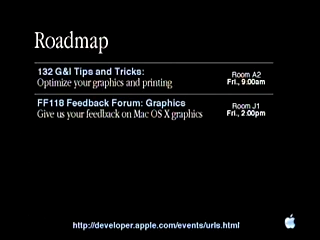 Roadmap
132 G&I Tips and Tricks:
Optimize your graphics and printing
Room A2
Fri., 9:00am
FF118 Feedback Forum: Graphics
Give us your feedback on Mac OS X graphics
Room J1
Fri., 2:00pm
http://developer.apple.com/events/urls.html